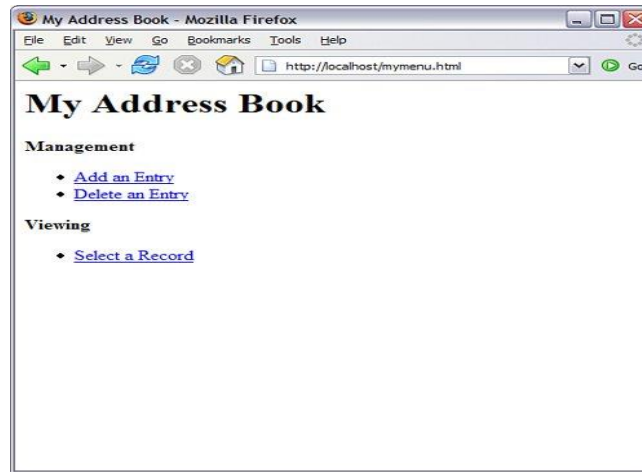 My Address Book - Mozilla Firefox
File Edit View Go Bookmarks Tools Help
http://localhost/mymenu.html Go
My Address Book
Management
Add an Entry
Delete an Entry
Viewing
Select a Record